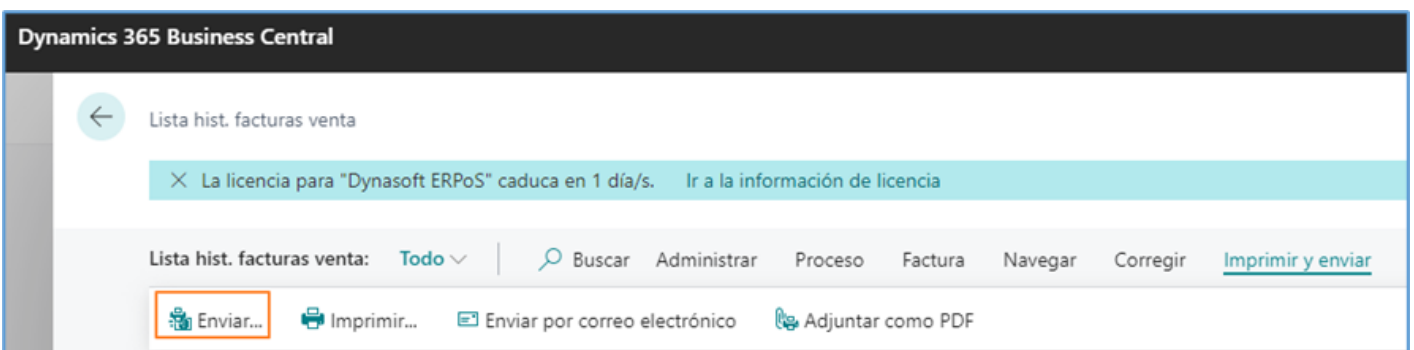 Dynamics 365 Business Central
Lista hist. facturas venta
La licencia para "Dynasoft ERPoS" caduca en 1 día/s. Ir a la información de licencia
Lista hist. facturas venta: Todo Buscar Administrar Proceso Factura Navegar Corregir Imprimir y enviar
Enviar... Imprimir... Enviar por correo electrónico Adjuntar como PDF